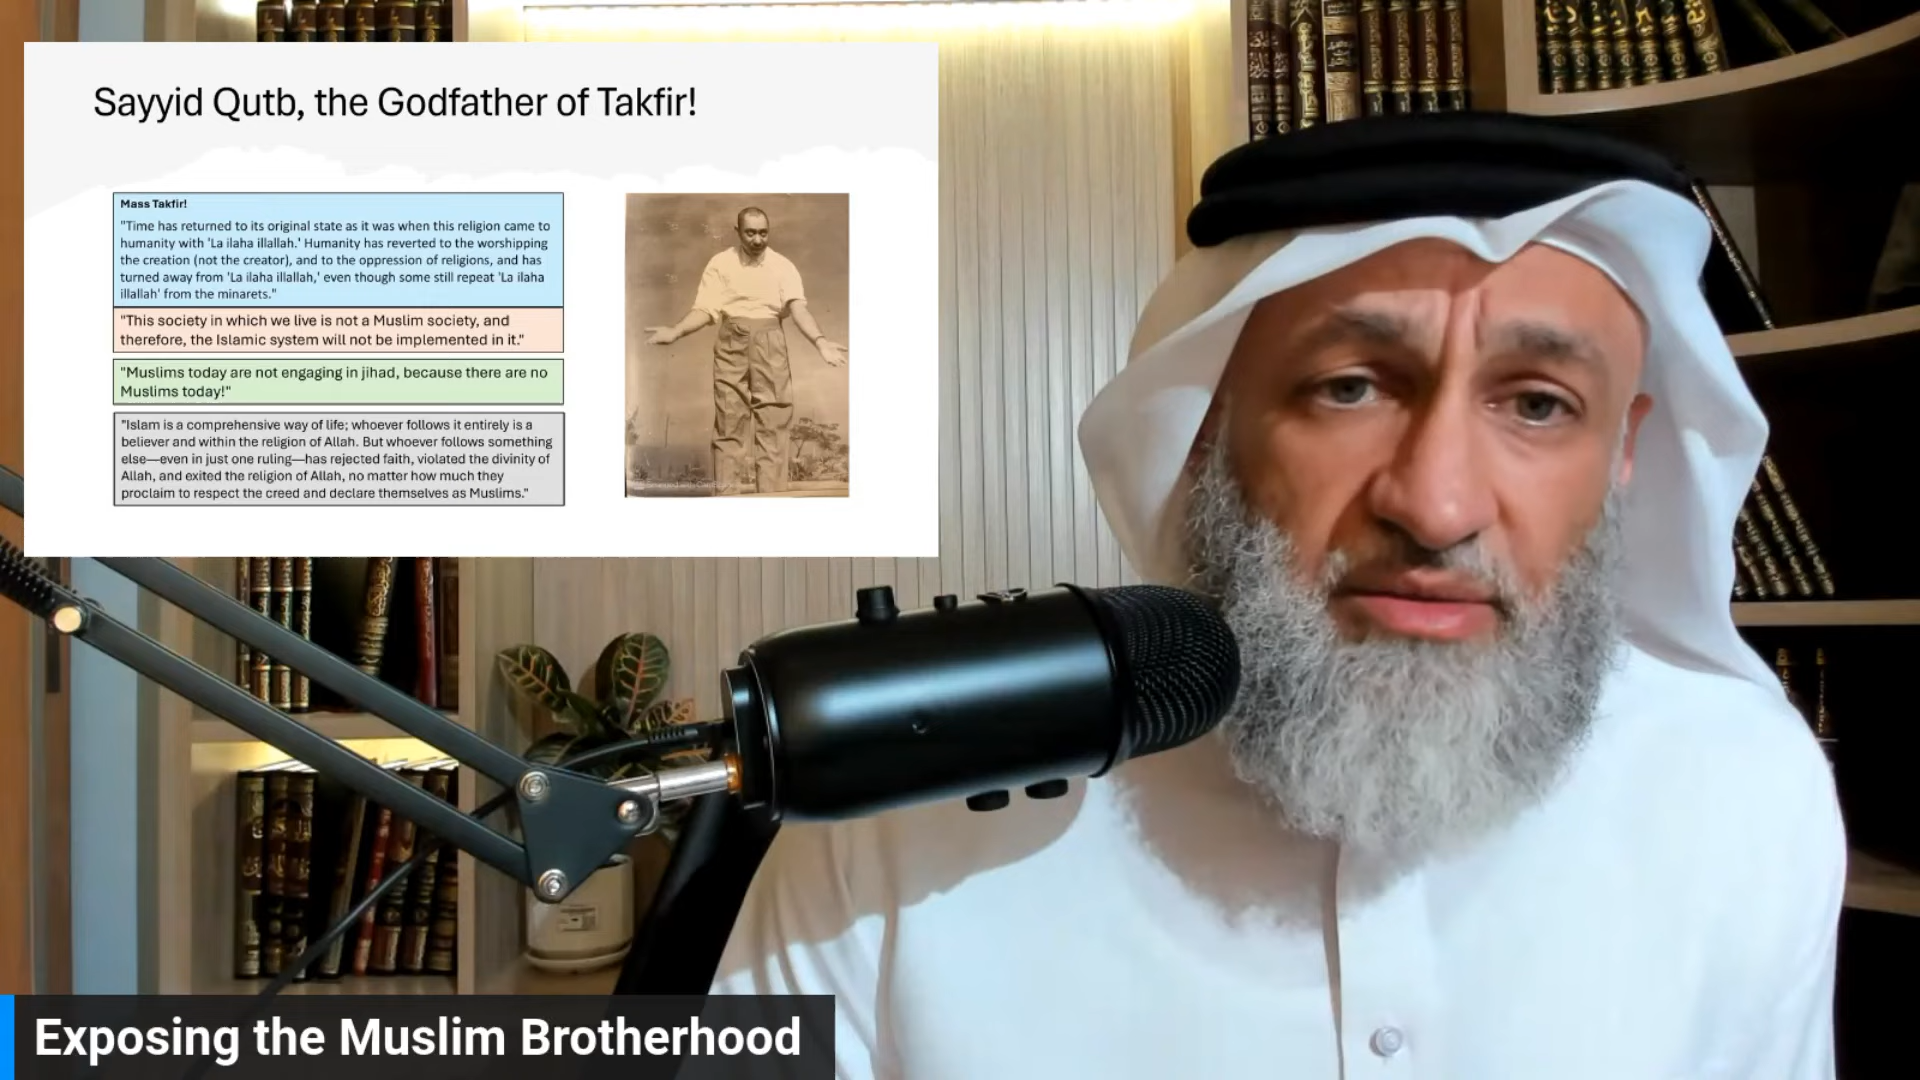 Sayyid Qutb, the Godfather of Takfir!
Mass Takfir!
"Time has returned to its original state as it was when this religion came to
humanity with 'La ilaha illallah.' Humanity has reverted to the worshipping
the creation (not the creator), and to the oppression of religions, and has
turned away from 'La ilaha illallah,' even though some still repeat 'La ilaha
illallah' from the minarets."
"This society in which we live is not a Muslim society, and
therefore, the Islamic system will not be implemented in it."
"Muslims today are not engaging in jihad, because there are no
Muslims today!"
"Islam is a comprehensive way of life; whoever follows it entirely is a
believer and within the religion of Allah. But whoever follows something
else—even in just one ruling—has rejected faith, violated the divinity of
Allah, and exited the religion of Allah, no matter how much they
proclaim to respect the creed and declare themselves as Muslims."
Exposing the Muslim Brotherhood